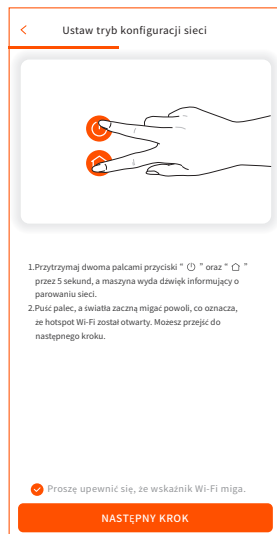 Ustaw tryb konfiguracji sieci
1.Przytrzymaj dwoma palcami przyciski “ ⏻ ” oraz “ ⌂ ”
przez 5 sekund, a maszyna wyda dźwięk informujący o
parowaniu sieci.
2.Puść palec, a światła zaczną migać powoli, co oznacza,
że hotspot Wi-Fi został otwarty. Możesz przejść do
następnego kroku.
Proszę upewnić się, że wskaźnik Wi-Fi miga.
NASTĘPNY KROK